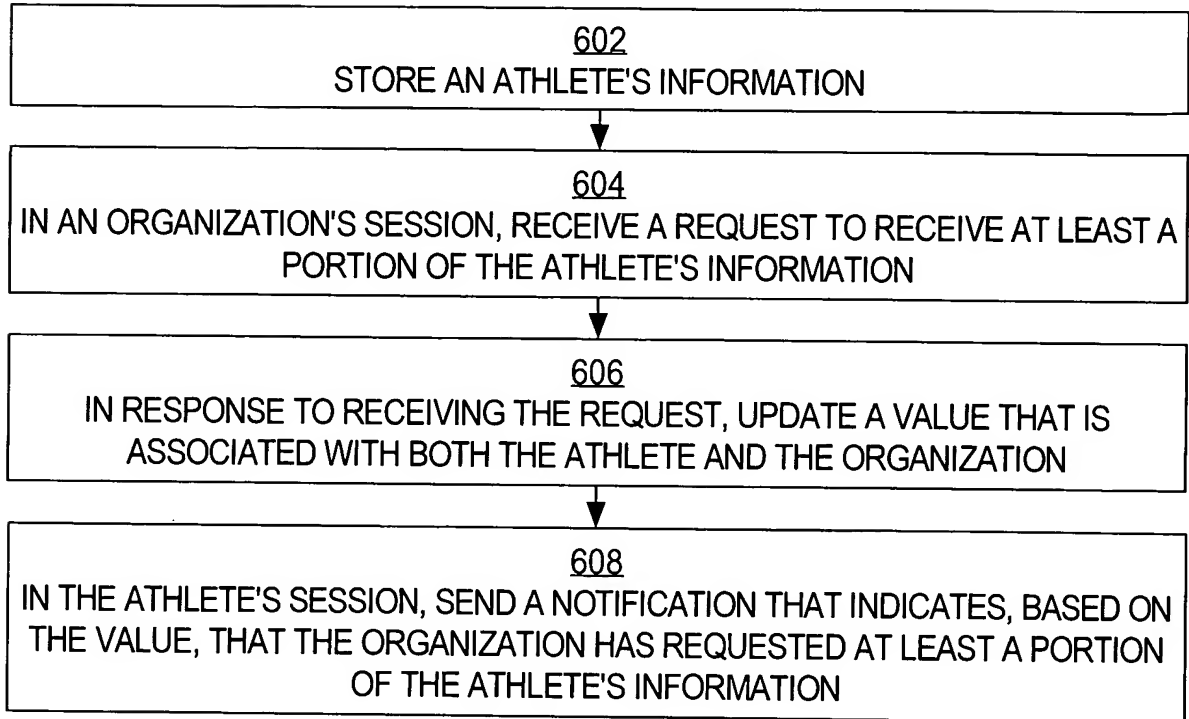 602
STORE AN ATHLETE'S INFORMATION
604
IN AN ORGANIZATION'S SESSION, RECEIVE A REQUEST TO RECEIVE AT LEAST A
PORTION OF THE ATHLETE'S INFORMATION
606
IN RESPONSE TO RECEIVING THE REQUEST, UPDATE A VALUE THAT IS
ASSOCIATED WITH BOTH THE ATHLETE AND THE ORGANIZATION
608
IN THE ATHLETE'S SESSION, SEND A NOTIFICATION THAT INDICATES, BASED ON
THE VALUE, THAT THE ORGANIZATION HAS REQUESTED AT LEAST A PORTION
OF THE ATHLETE'S INFORMATION